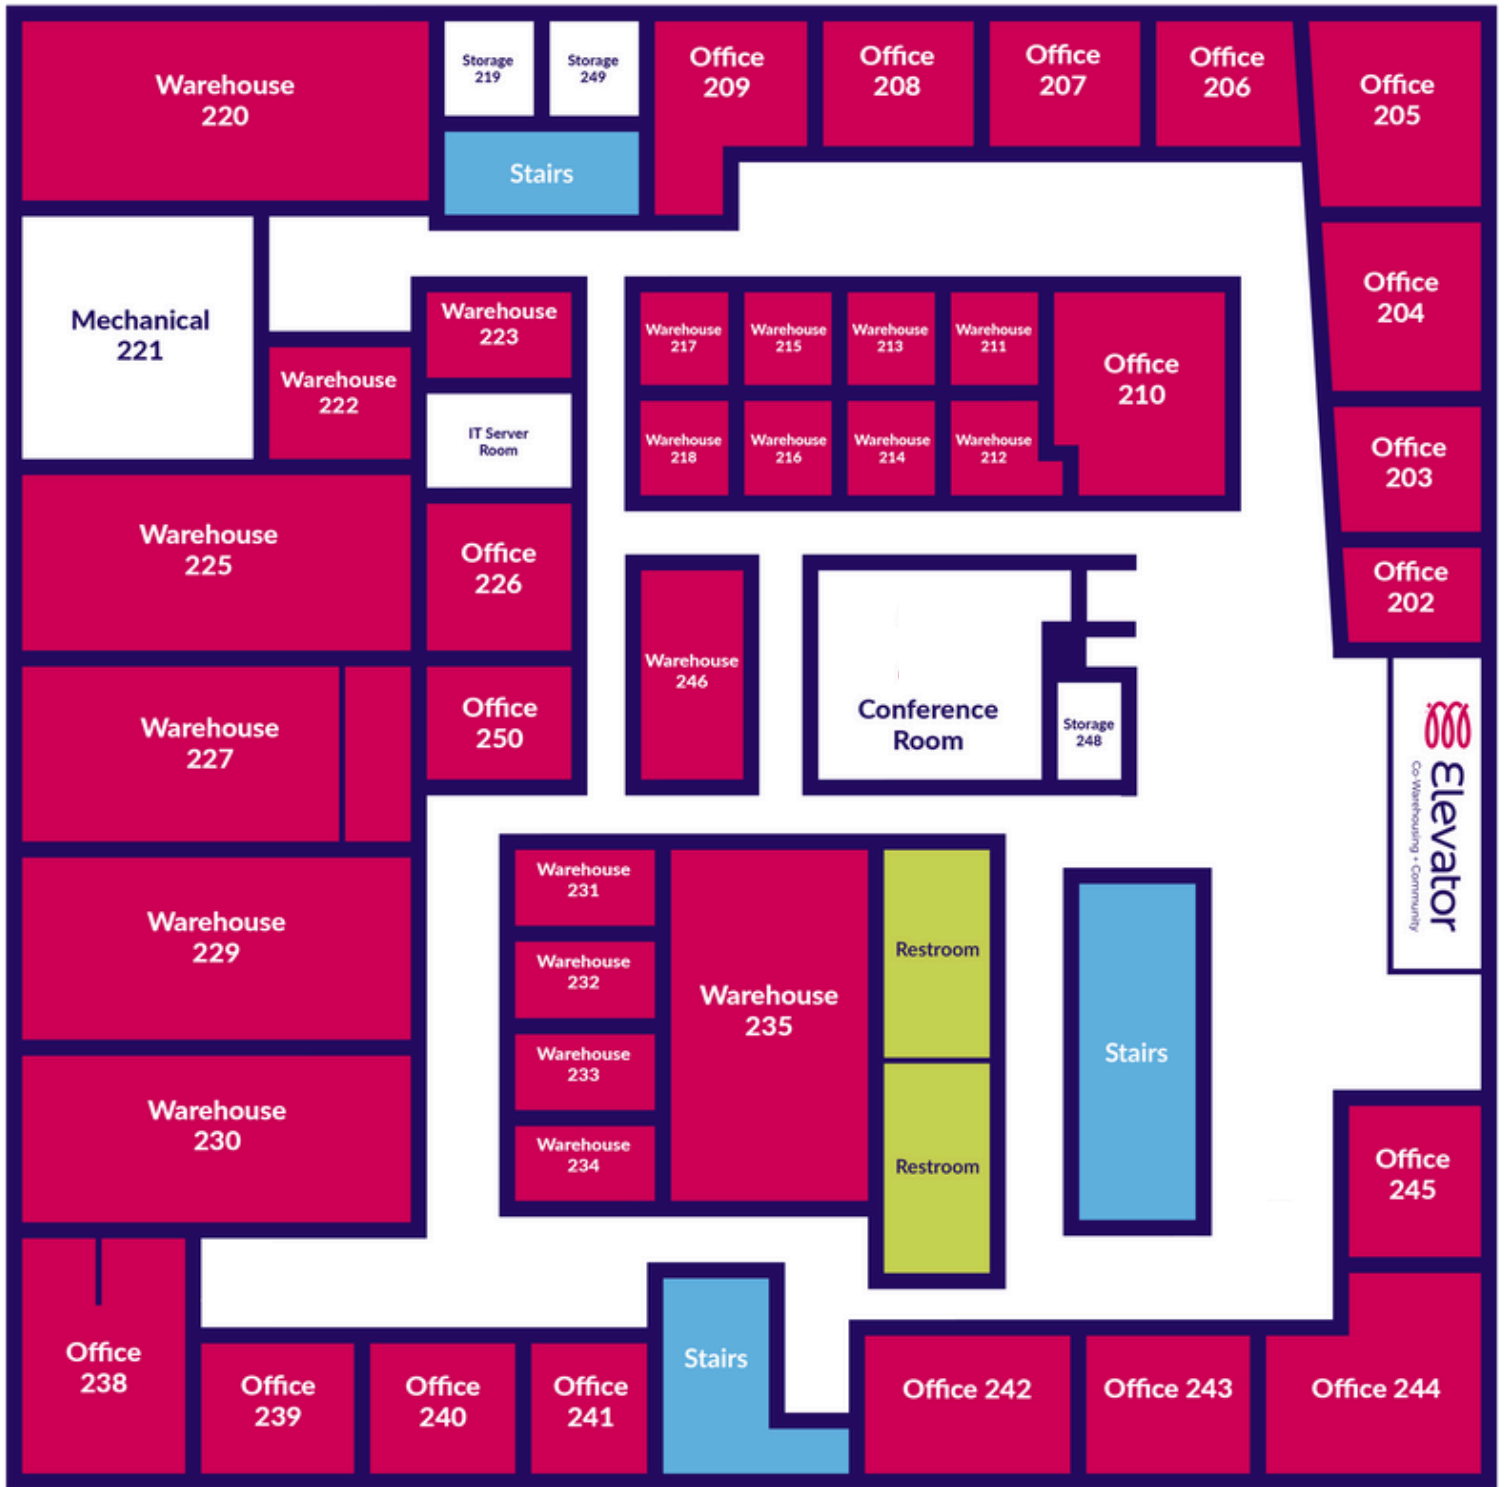 Warehouse
220
Storage
219
Storage
249
Stairs
Office
209
Office
208
Office
207
Office
206
Office
205
Mechanical
221
Warehouse
222
Warehouse
223
IT Server
Room
Warehouse
217
Warehouse
215
Warehouse
213
Warehouse
211
Office
210
Warehouse
218
Warehouse
216
Warehouse
214
Warehouse
212
Office
204
Office
203
Office
202
Warehouse
225
Office
226
Warehouse
227
Office
250
Warehouse
246
Conference
Room
Storage
248
Elevator
Co-Warehousing + Community
Warehouse
229
Warehouse
230
Warehouse
231
Warehouse
232
Warehouse
233
Warehouse
234
Warehouse
235
Restroom
Restroom
Stairs
Office
245
Office
238
Office
239
Office
240
Office
241
Stairs
Office 242
Office 243
Office 244